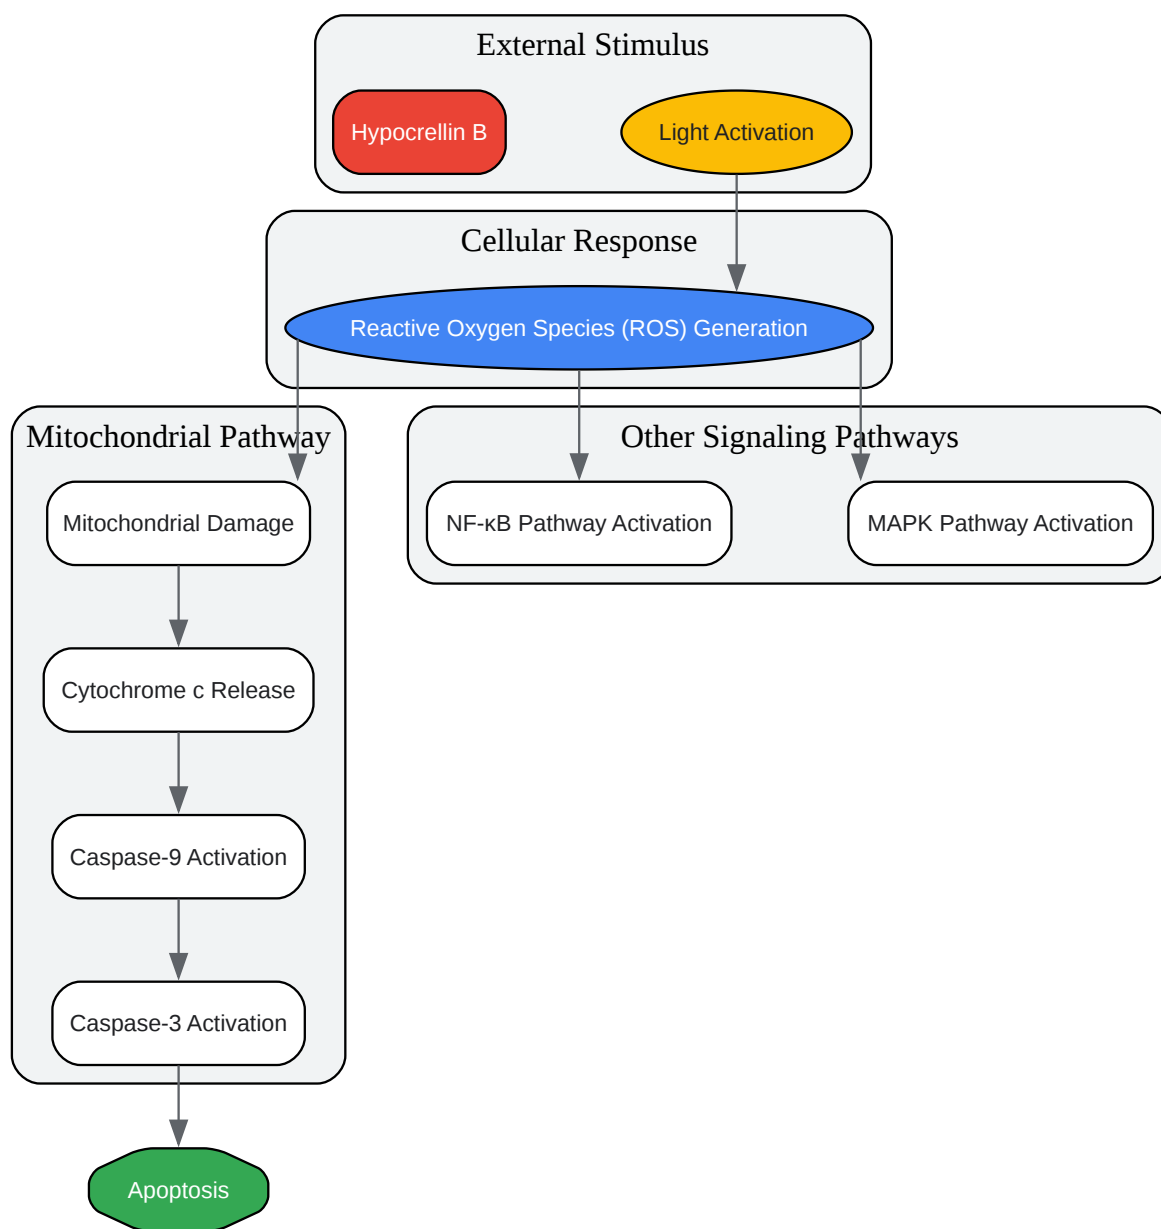 External Stimulus
Hypocrellin B
Light Activation
Cellular Response
Reactive Oxygen Species (ROS) Generation
Mitochondrial Pathway
Other Signaling Pathways
Mitochondrial Damage
NF-κB Pathway Activation
MAPK Pathway Activation
Cytochrome c Release
Caspase-9 Activation
Caspase-3 Activation
Apoptosis